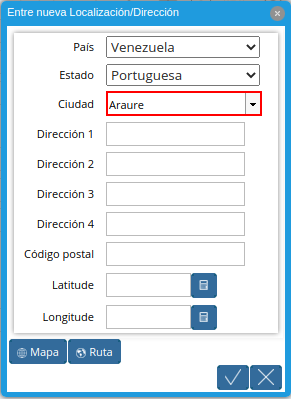 Entre nueva Localización/Dirección
País Venezuela
Estado Portuguesa
Ciudad Araure
Dirección 1
Dirección 2
Dirección 3
Dirección 4
Código postal
Latitude
Longitude
Mapa Ruta